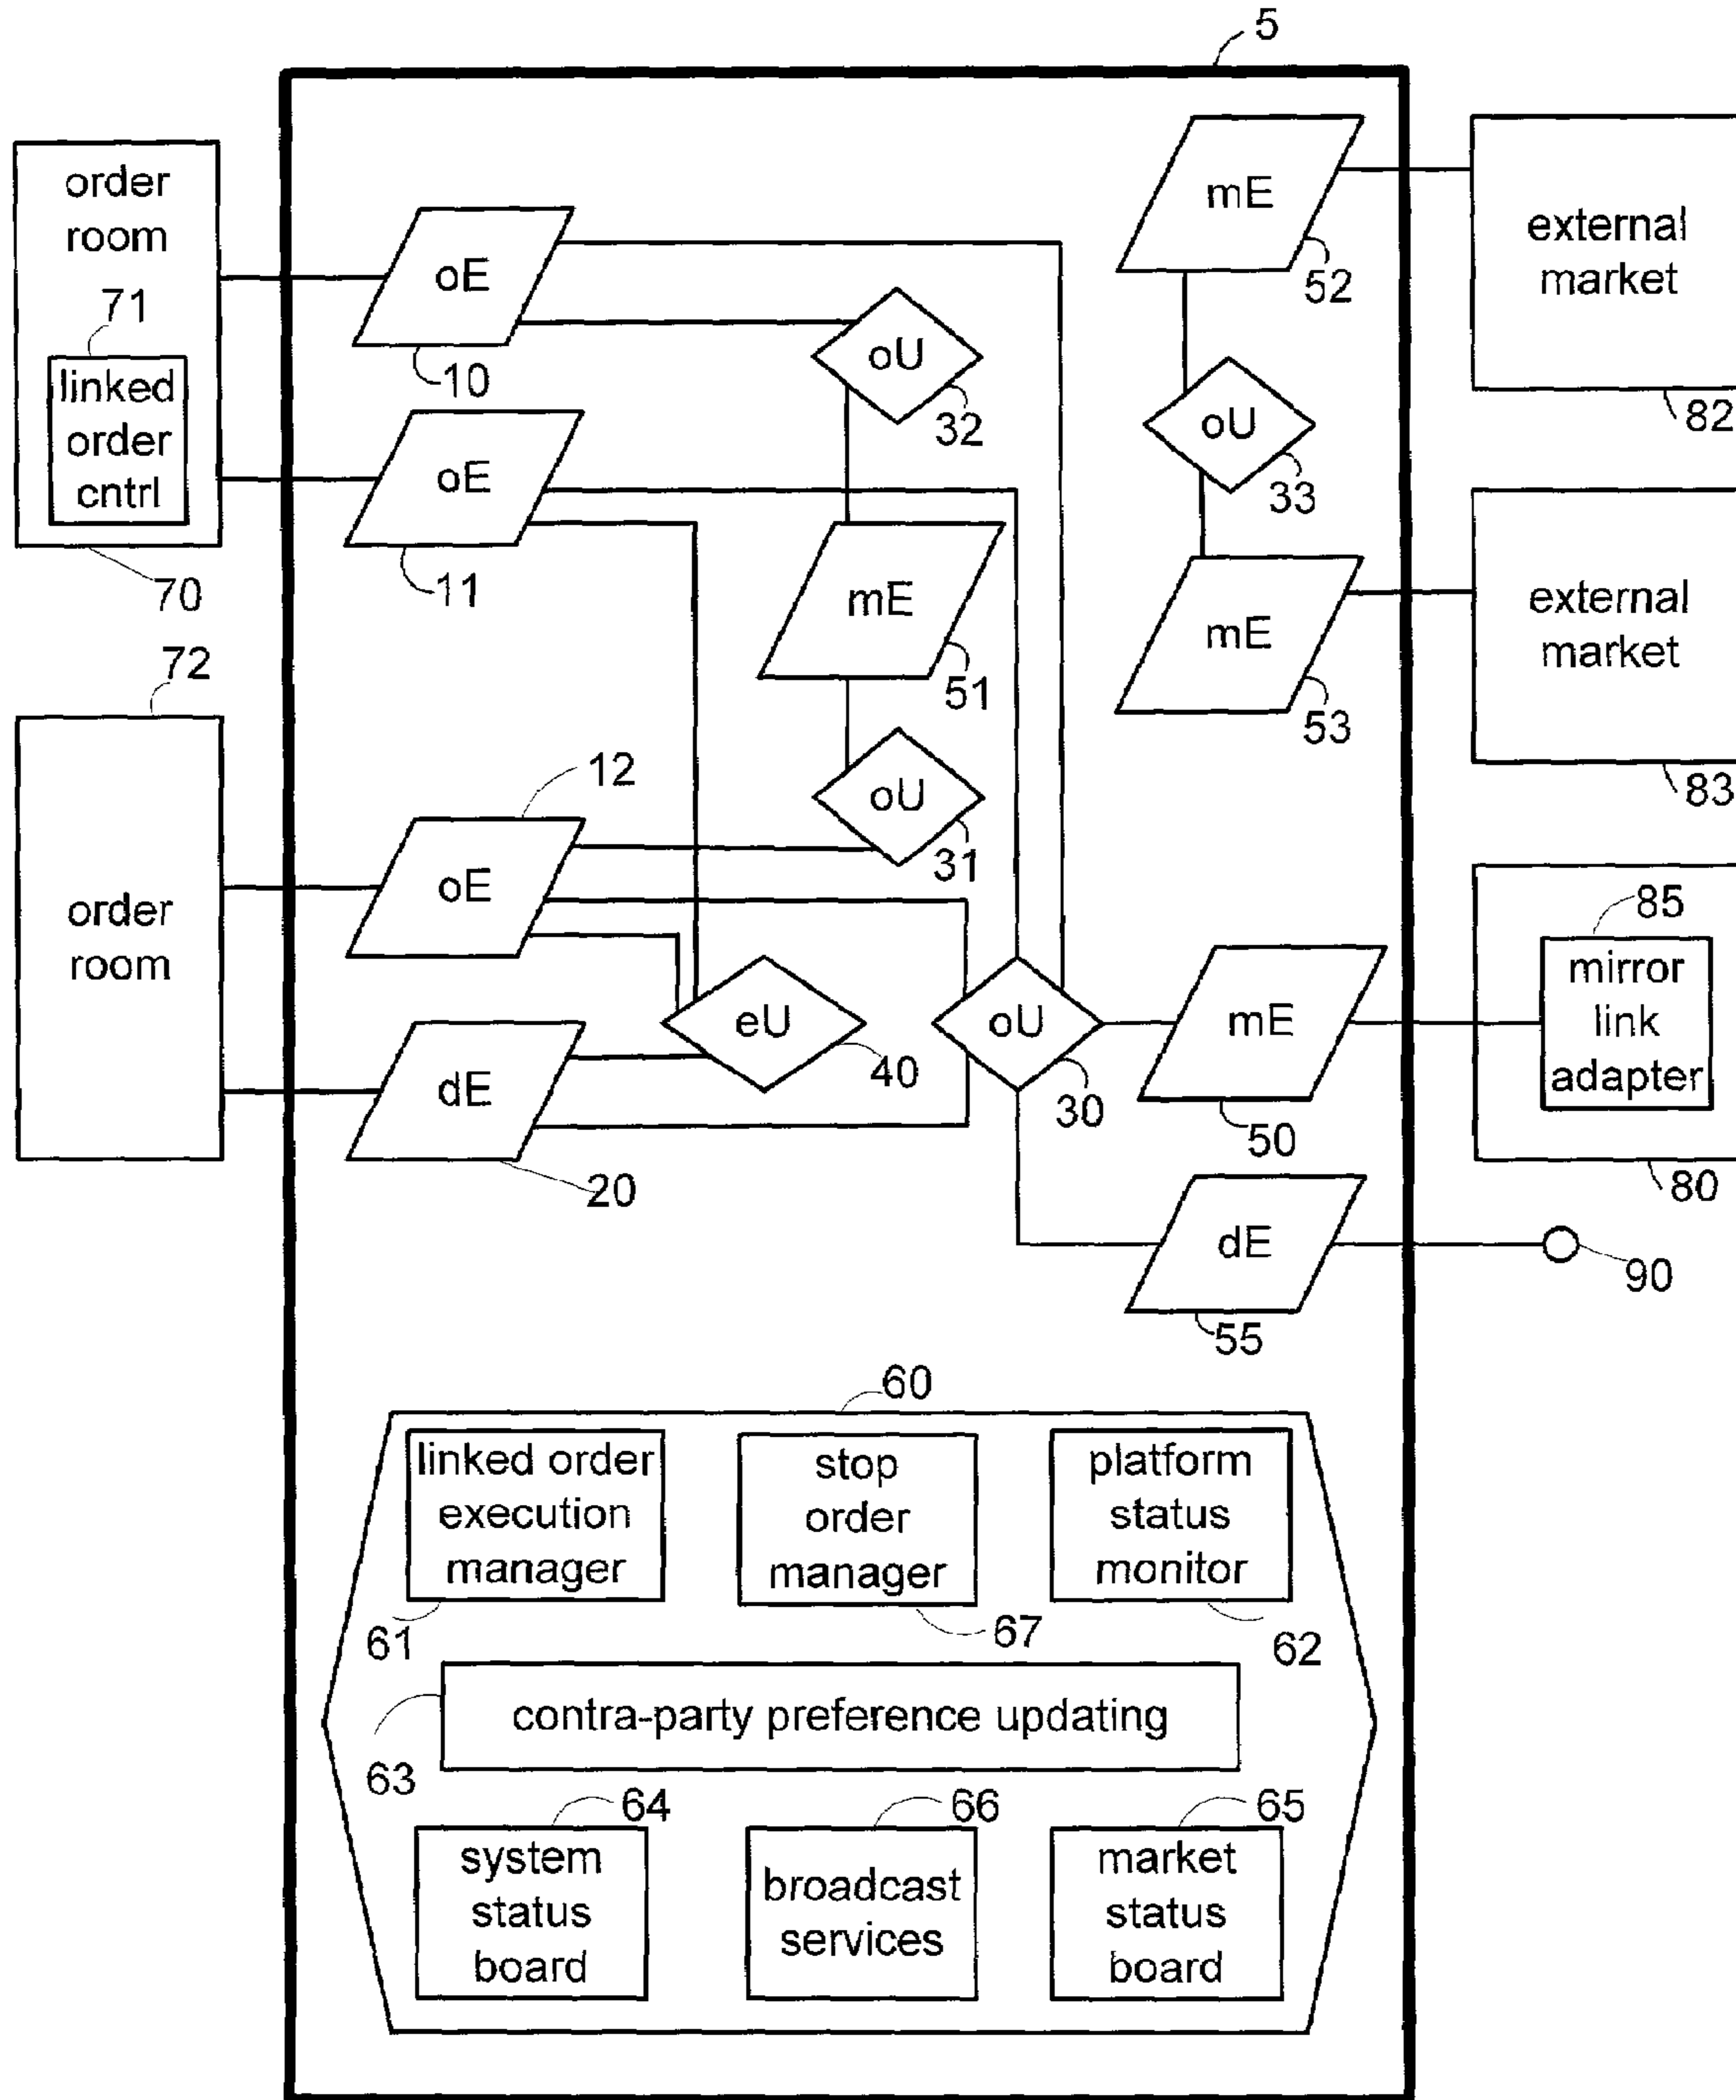 5
order
room
71
linked
order
cntrl
70
oE
10
oE
11
oU
32
mE
51
oU
31
mE
52
oU
33
mE
53
external
market
82
external
market
83
72
order
room
12
oE
dE
20
eU
40
oU
30
mE
50
85
mirror
link
adapter
80
dE
55
90
60
linked order
execution
manager
61
stop
order
manager
67
platform
status
monitor
62
contra-party preference updating
63
64
system
status
board
66
broadcast
services
65
market
status
board